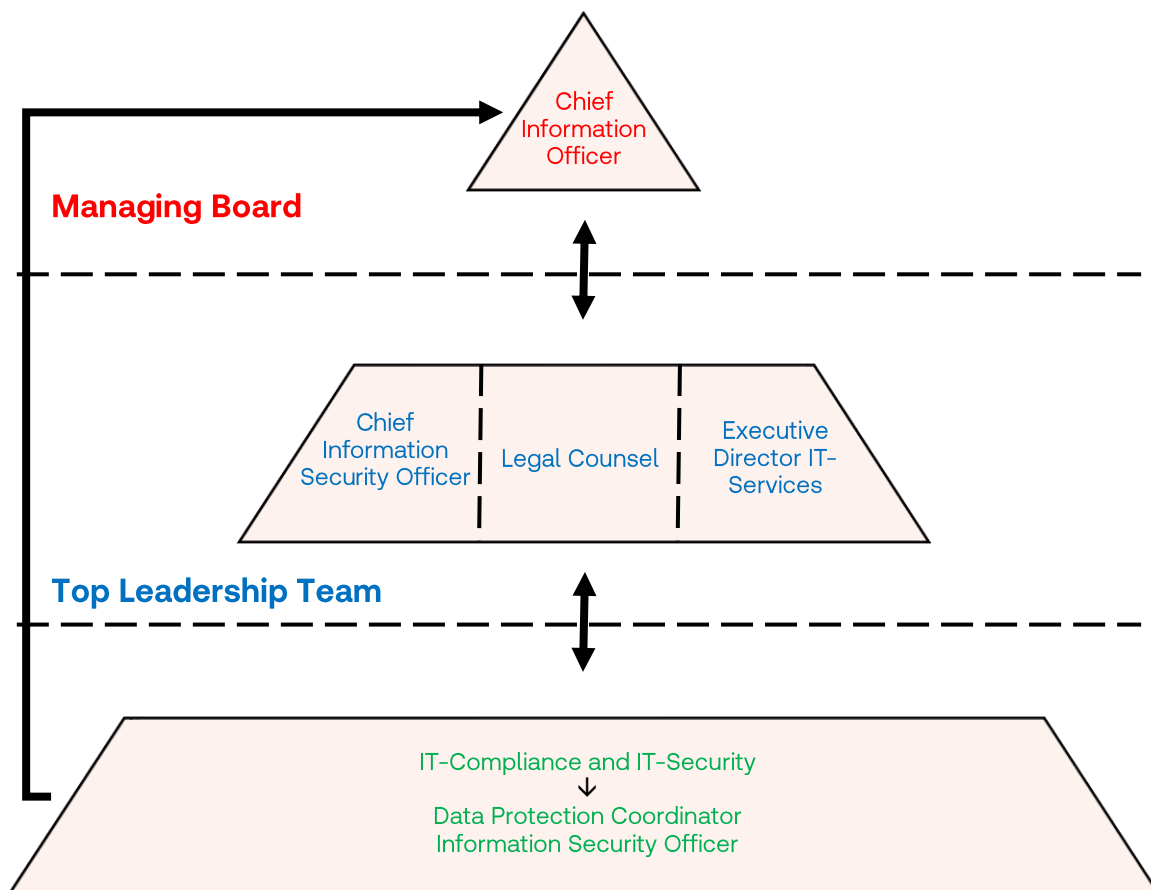 Chief
Information
Officer
Managing Board
Chief
Information
Security Officer
Legal Counsel
Executive
Director IT-
Services
Top Leadership Team
IT-Compliance and IT-Security
↓
Data Protection Coordinator
Information Security Officer